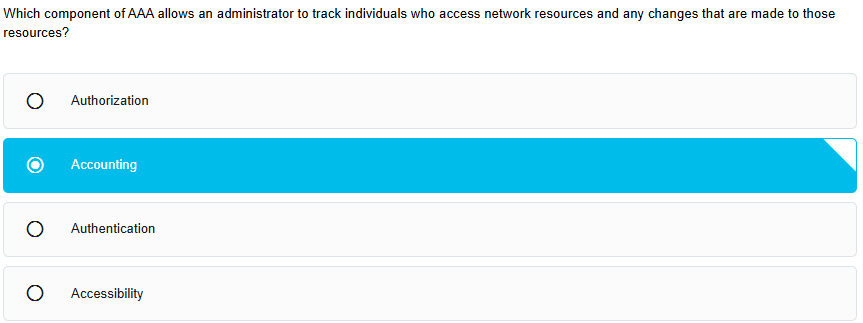 Which component of AAA allows an administrator to track individuals who access network resources and any changes that are made to those
resources?
Authorization
Accounting
Authentication
Accessibility